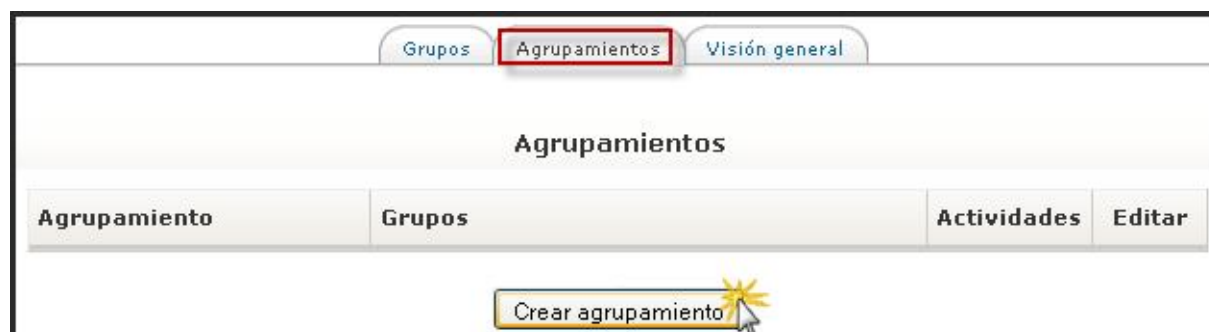 Grupos Agrupamientos Visión general
Agrupamientos
Agrupamiento Grupos Actividades Editar
Crear agrupamiento